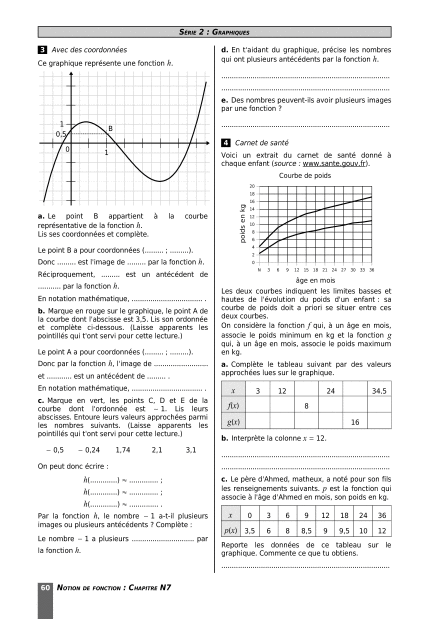 SÉRIE 2 : GRAPHIQUES
3 Avec des coordonnées
Ce graphique représente une fonction h.
1
0,5
B
0
1
a. Le point B appartient à la courbe
représentative de la fonction h.
Lis ses coordonnées et complète.
Le point B a pour coordonnées (......... ; .........).
Donc ......... est l'image de ......... par la fonction h.
Réciproquement, ......... est un antécédent de
........... par la fonction h.
En notation mathématique, ............................... .
b. Marque en rouge sur le graphique, le point A de
la courbe dont l'abscisse est 3,5. Lis son ordonnée
et complète ci-dessous. (Laisse apparents les
pointillés qui t'ont servi pour cette lecture.)
Le point A a pour coordonnées (......... ; .........).
Donc par la fonction h, l'image de ..........................
et ........... est un antécédent de ......... .
En notation mathématique, ............................... .
c. Marque en vert, les points C, D et E de la
courbe dont l'ordonnée est − 1. Lis leurs
abscisses. Entoure leurs valeurs approchées parmi
les nombres suivants. (Laisse apparents les
pointillés qui t'ont servi pour cette lecture.)
− 0,5 − 0,24 1,74 2,1 3,1
On peut donc écrire :
h(.............) ≈ .............. ;
h(.............) ≈ .............. ;
h(.............) ≈ .............. .
Par la fonction h, le nombre − 1 a-t-il plusieurs
images ou plusieurs antécédents ? Complète :
Le nombre − 1 a plusieurs .............................. par
la fonction h.
d. En t'aidant du graphique, précise les nombres
qui ont plusieurs antécédents par la fonction h.
................................................................................
................................................................................
e. Des nombres peuvent-ils avoir plusieurs images
par une fonction ?
................................................................................
4 Carnet de santé
Voici un extrait du carnet de santé donné à
chaque enfant (source : www.sante.gouv.fr).
Courbe de poids
poids en kg
20
18
16
14
12
10
8
6
4
2
0
N 3 6 9 12 15 18 21 24 27 30 33 36
âge en mois
Les deux courbes indiquent les limites basses et
hautes de l'évolution du poids d'un enfant : sa
courbe de poids doit a priori se situer entre ces
deux courbes.
On considère la fonction f qui, à un âge en mois,
associe le poids minimum en kg et la fonction g
qui, à un âge en mois, associe le poids maximum
en kg.
a. Complète le tableau suivant par des valeurs
approchées lues sur le graphique.
x 3 12 24 34,5
f(x) 8
g(x) 16
b. Interprète la colonne x = 12.
................................................................................
................................................................................
c. Le père d'Ahmed, matheux, a noté pour son fils
les renseignements suivants. p est la fonction qui
associe à l'âge d'Ahmed en mois, son poids en kg.
x 0 3 6 9 12 18 24 36
p(x) 3,5 6 8 8,5 9 9,5 10 12
Reporte les données de ce tableau sur le
graphique. Commente ce que tu obtiens.
................................................................................
60 NOTION DE FONCTION : CHAPITRE N7